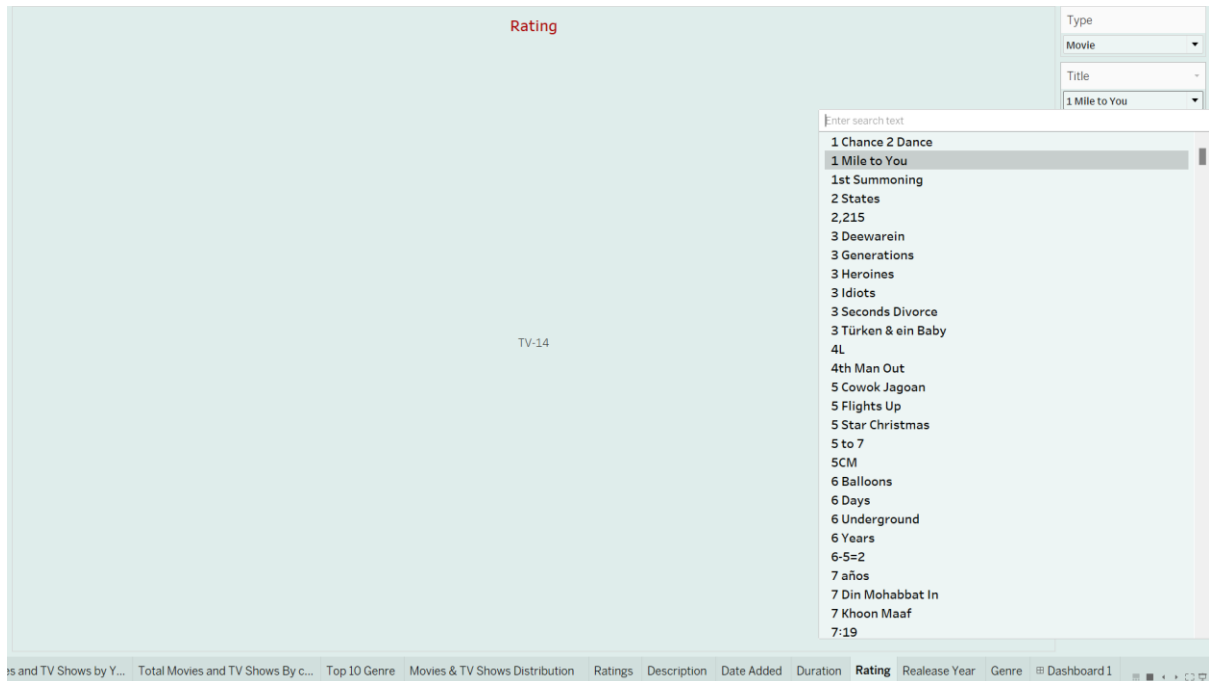 Rating
Type
Movie
Title
1 Mile to You
Enter search text
1 Chance 2 Dance
1 Mile to You
1st Summoning
2 States
2,215
3 Deewarein
3 Generations
3 Heroines
3 Idiots
3 Seconds Divorce
3 Türken & ein Baby
4L
4th Man Out
5 Cowok Jagoan
5 Flights Up
5 Star Christmas
5 to 7
5CM
6 Balloons
6 Days
6 Underground
6 Years
6-5=2
7 años
7 Din Mohabbat In
7 Khoon Maaf
7:19
TV-14
es and TV Shows by Y... Total Movies and TV Shows By c... Top 10 Genre Movies & TV Shows Distribution Ratings Description Date Added Duration Rating Realease Year Genre Dashboard 1